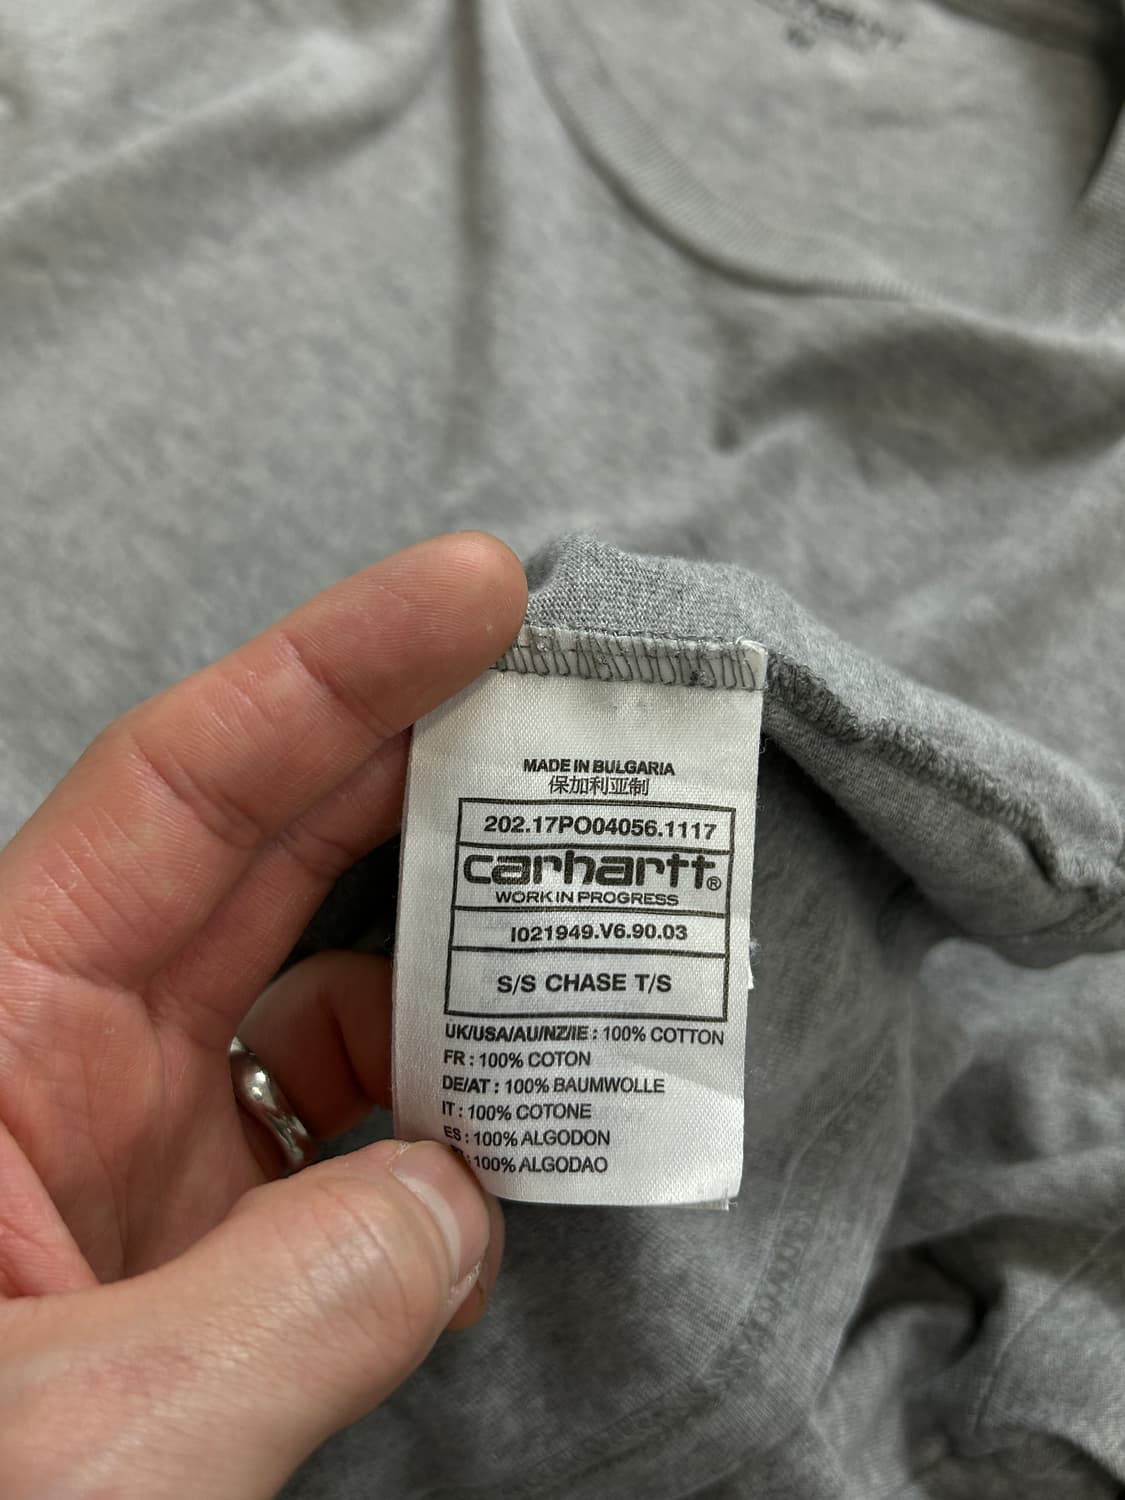 MADE IN BULGARIA
保加利亚制
202.17PO04056.1117
carhartt®
WORK IN PROGRESS
I021949.V6.90.03
S/S CHASE T/S
UK/USA/AU/NZ/IE : 100% COTTON
FR : 100% COTON
DE/AT : 100% BAUMWOLLE
IT : 100% COTONE
ES : 100% ALGODON
: 100% ALGODAO